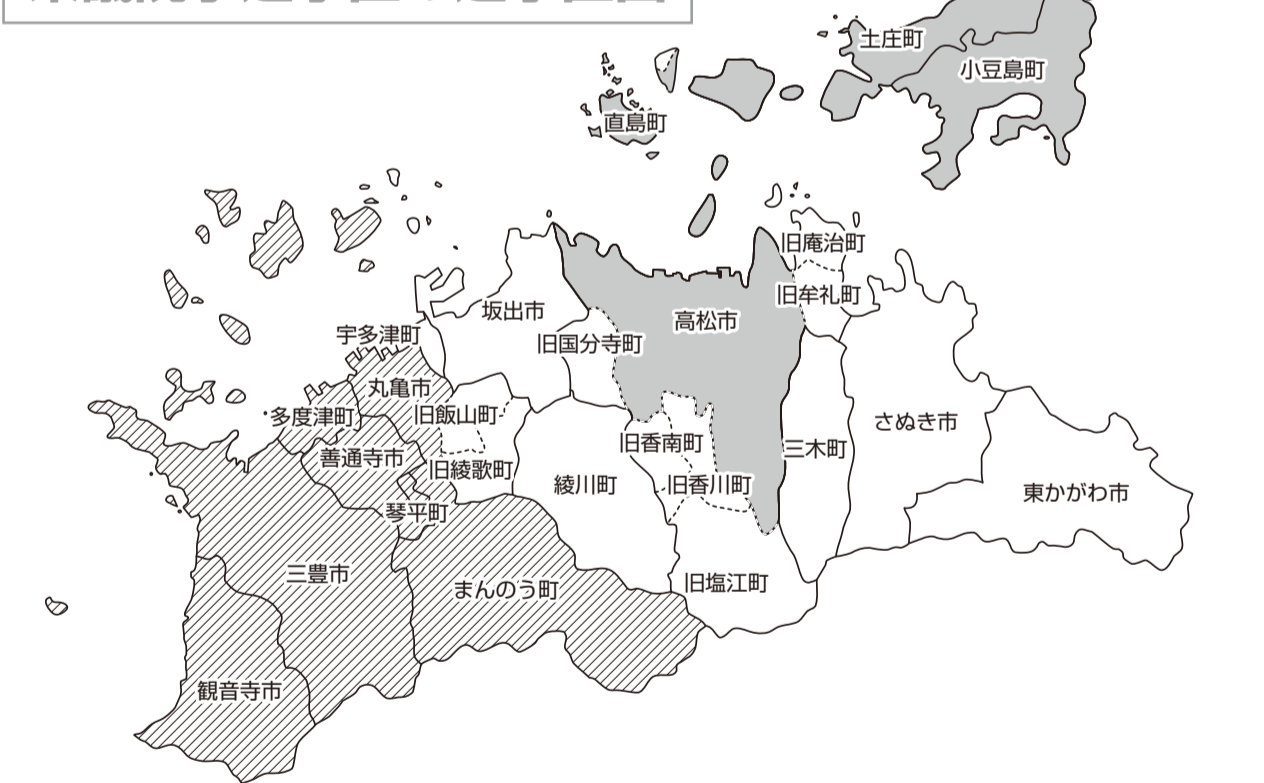 土庄町
小豆島町
直島町
旧庵治町
旧牟礼町
坂出市
高松市
宇多津町
旧国分寺町
丸亀市
多度津町
旧飯山町
さぬき市
善通寺市
旧香南町
三木町
旧綾歌町
綾川町
旧香川町
東かがわ市
琴平町
三豊市
まんのう町
旧塩江町
観音寺市